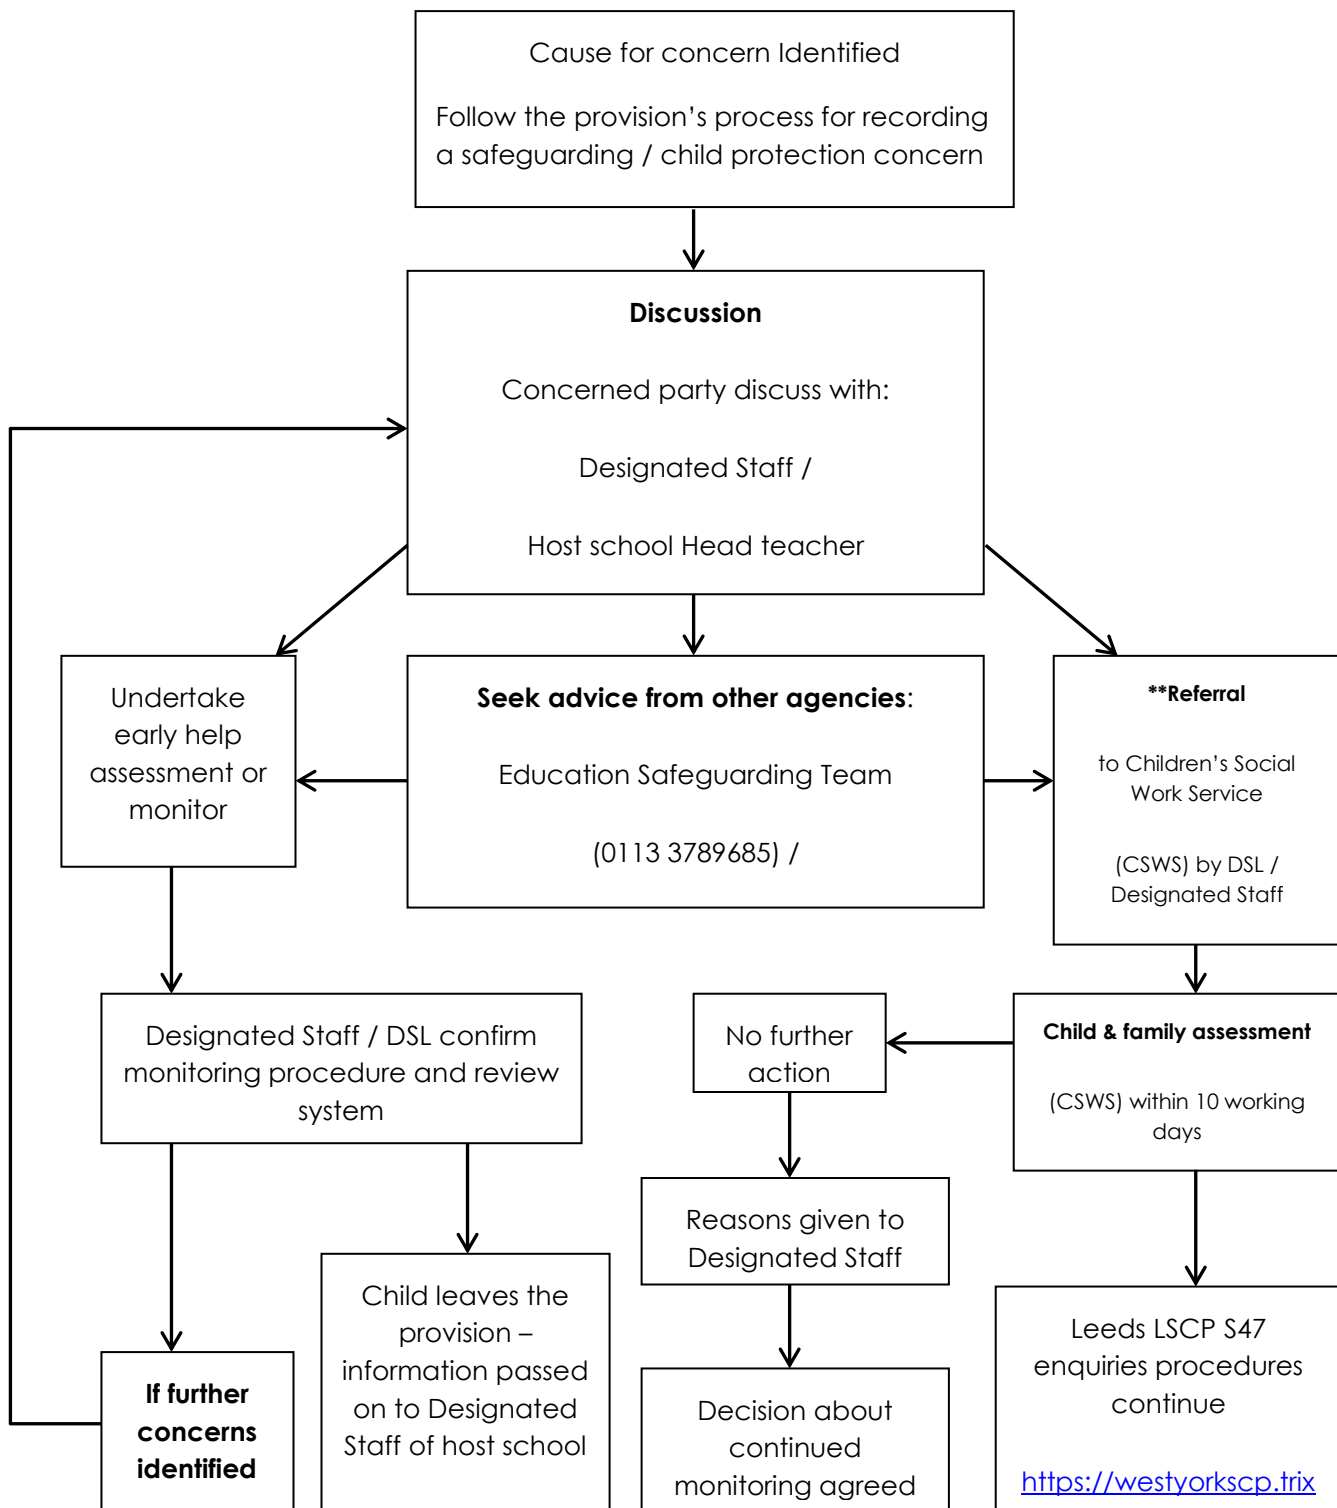 Cause for concern Identified
Follow the provision’s process for recording
a safeguarding / child protection concern
Discussion
Concerned party discuss with:
Designated Staff /
Host school Head teacher
Undertake
early help
assessment or
monitor
Seek advice from other agencies:
Education Safeguarding Team
(0113 3789685) /
**Referral
to Children’s Social
Work Service
(CSWS) by DSL /
Designated Staff
Designated Staff / DSL confirm
monitoring procedure and review
system
No further
action
Child & family assessment
(CSWS) within 10 working
days
Reasons given to
Designated Staff
If further
concerns
identified
Child leaves the
provision –
information passed
on to Designated
Staff of host school
Decision about
continued
monitoring agreed
Leeds LSCP S47
enquiries procedures
continue
https://westyorkscp.trix